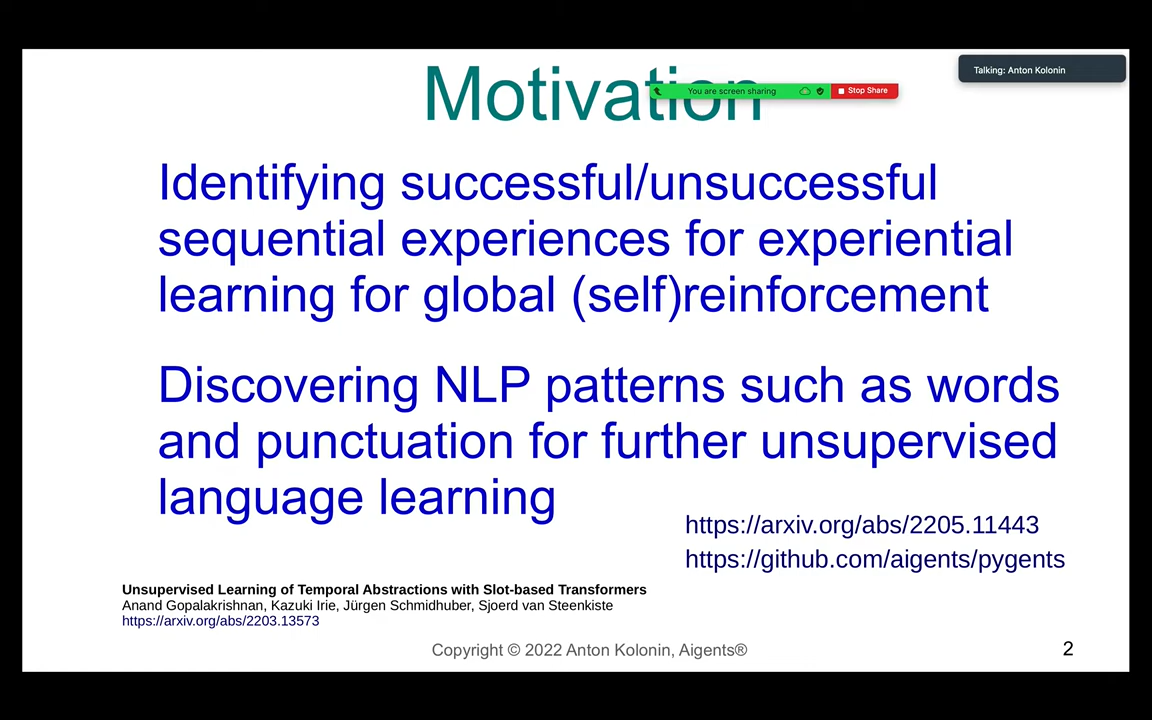 Motivation
Talking: Anton Kolonin
You are screen sharing
Stop Share
Identifying successful/unsuccessful
sequential experiences for experiential
learning for global (self)reinforcement
Discovering NLP patterns such as words
and punctuation for further unsupervised
language learning
https://arxiv.org/abs/2205.11443
https://github.com/aigents/pygents
Unsupervised Learning of Temporal Abstractions with Slot-based Transformers
Anand Gopalakrishnan, Kazuki Irie, Jürgen Schmidhuber, Sjoerd van Steenkiste
https://arxiv.org/abs/2203.13573
Copyright © 2022 Anton Kolonin, Aigents®
2